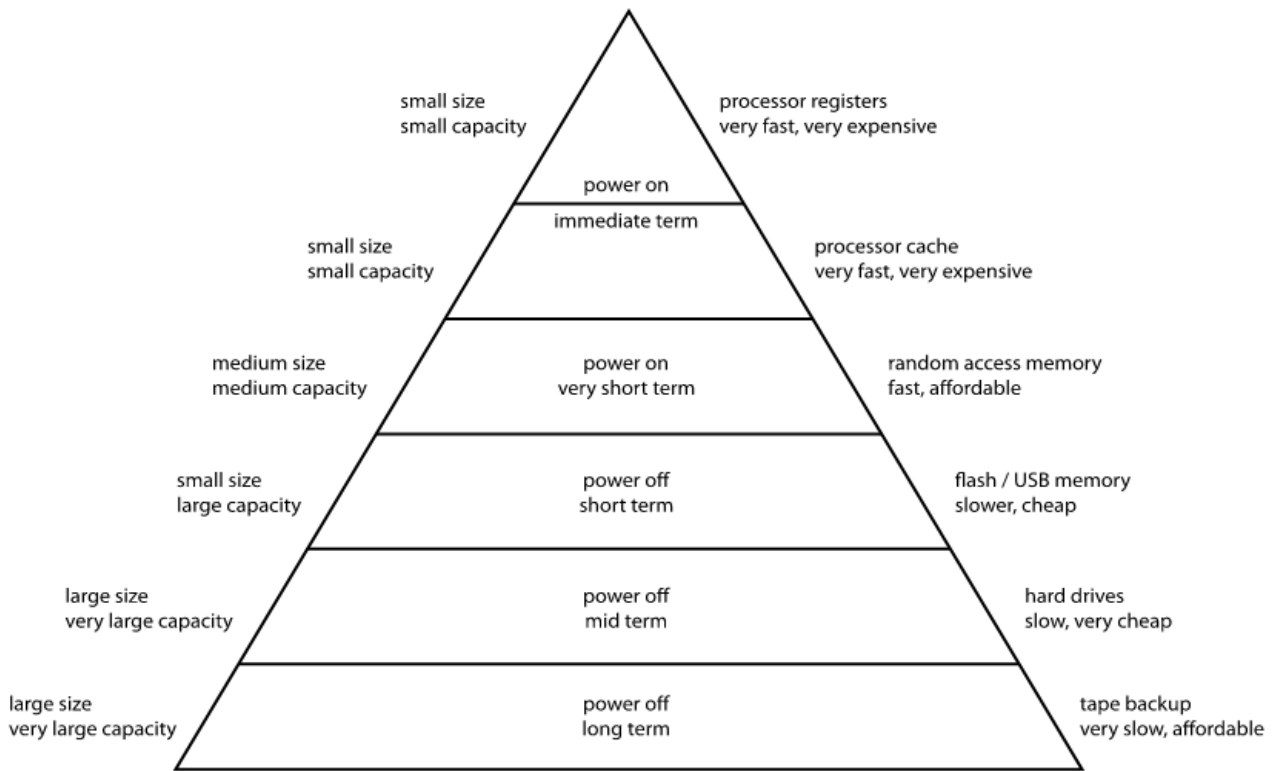 small size
small capacity
processor registers
very fast, very expensive
power on
immediate term
small size
small capacity
processor cache
very fast, very expensive
medium size
medium capacity
power on
very short term
random access memory
fast, affordable
small size
large capacity
power off
short term
flash / USB memory
slower, cheap
large size
very large capacity
power off
mid term
hard drives
slow, very cheap
large size
very large capacity
power off
long term
tape backup
very slow, affordable